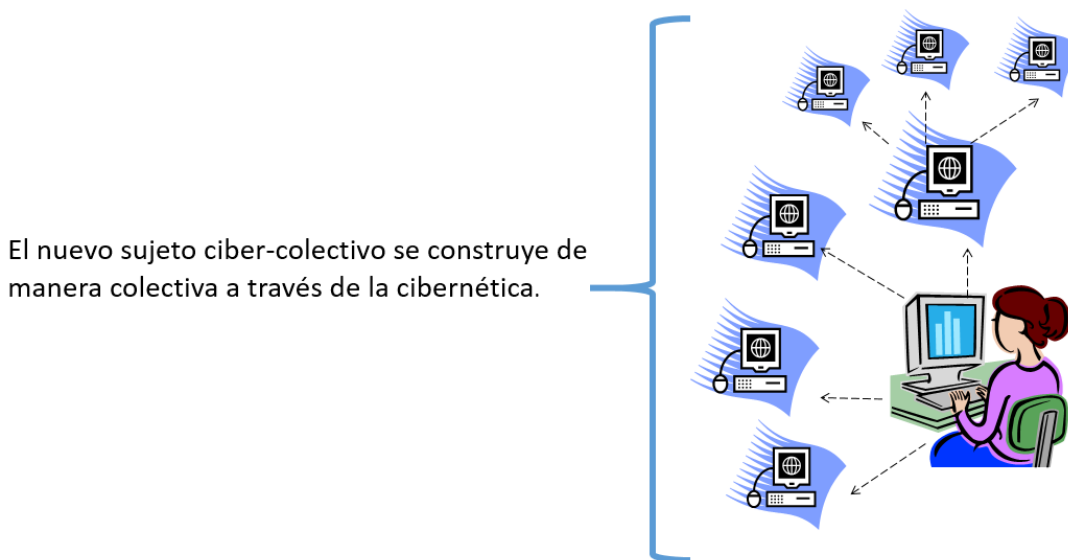 El nuevo sujeto ciber-colectivo se construye de
manera colectiva a través de la cibernética.